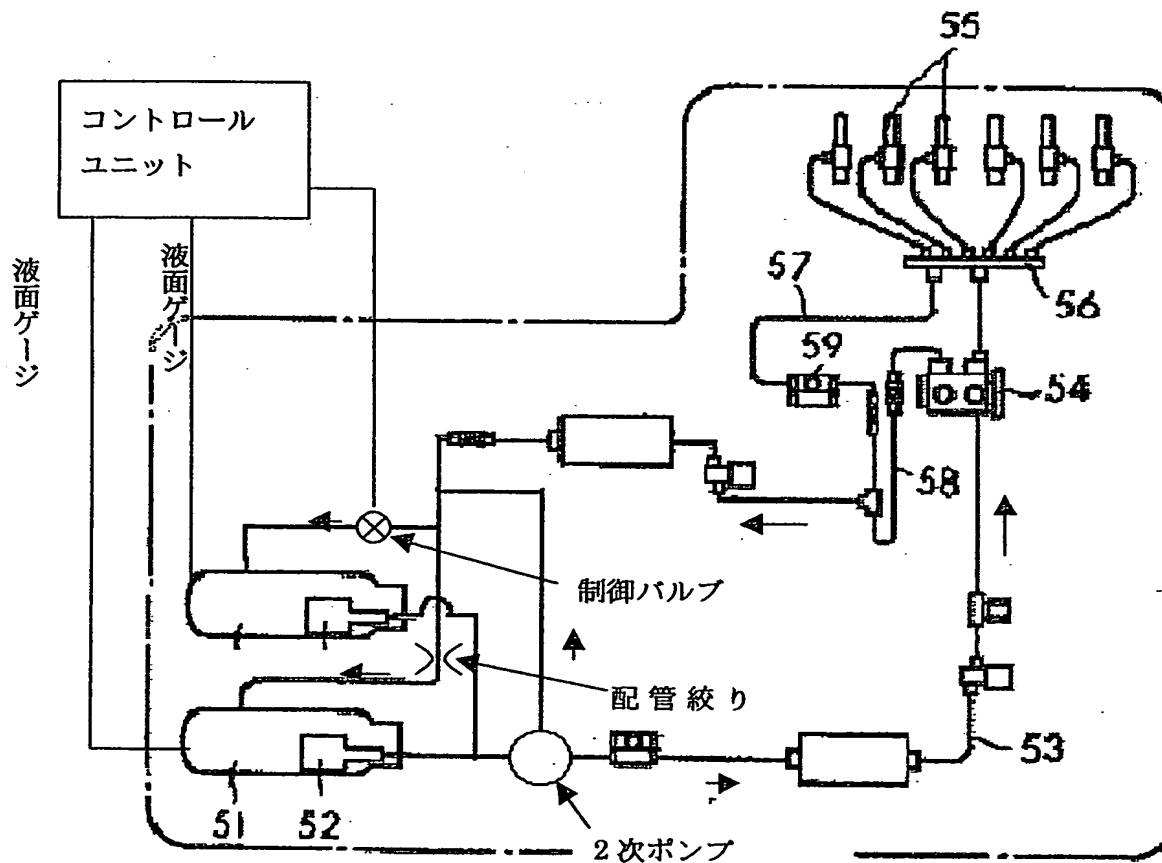 55
コントロール
ユニット
液面ゲージ
液面ゲージ
57
56
59
54
58
制御バルブ
配管絞り
53
51
52
2次ポンプ